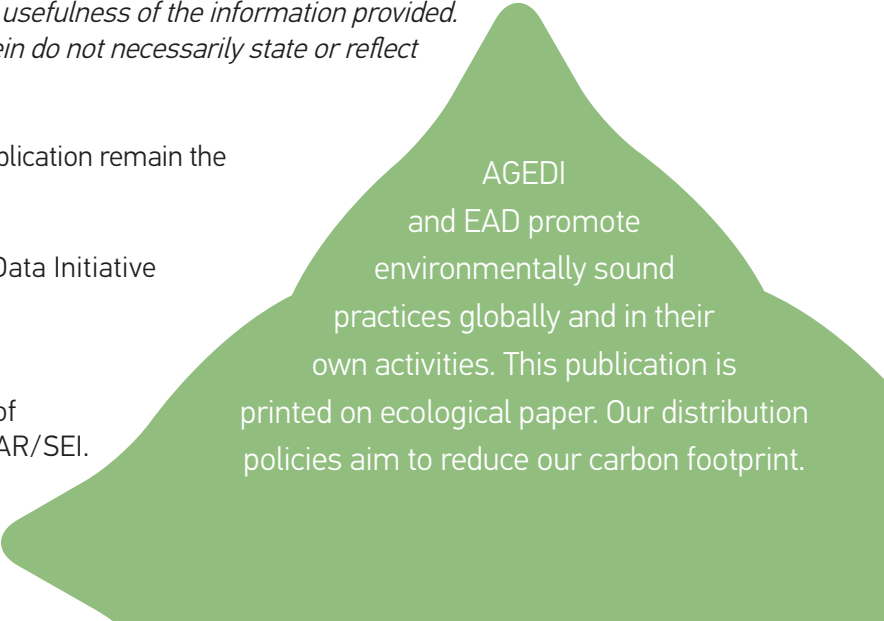 usefulness of the information provided.
ein do not necessarily state or reflect
blication remain the
Data Initiative
of
AR/SEI.
AGEDI
and EAD promote
environmentally sound
practices globally and in their
own activities. This publication is
printed on ecological paper. Our distribution
policies aim to reduce our carbon footprint.